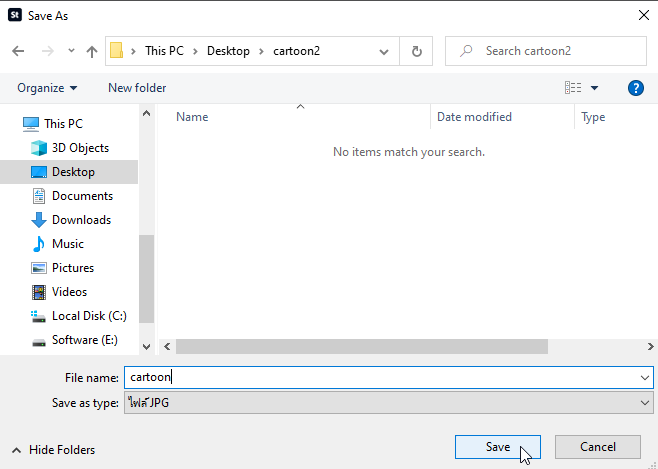 St Save As
This PC > Desktop > cartoon2
Search cartoon2
Organize
New folder
?
Name
Date modified
Type
No items match your search.
This PC
3D Objects
Desktop
Documents
Downloads
Music
Pictures
Videos
Local Disk (C:)
Software (E:)
File name: cartoon
Save as type: ไฟล์ JPG
Hide Folders
Save
Cancel